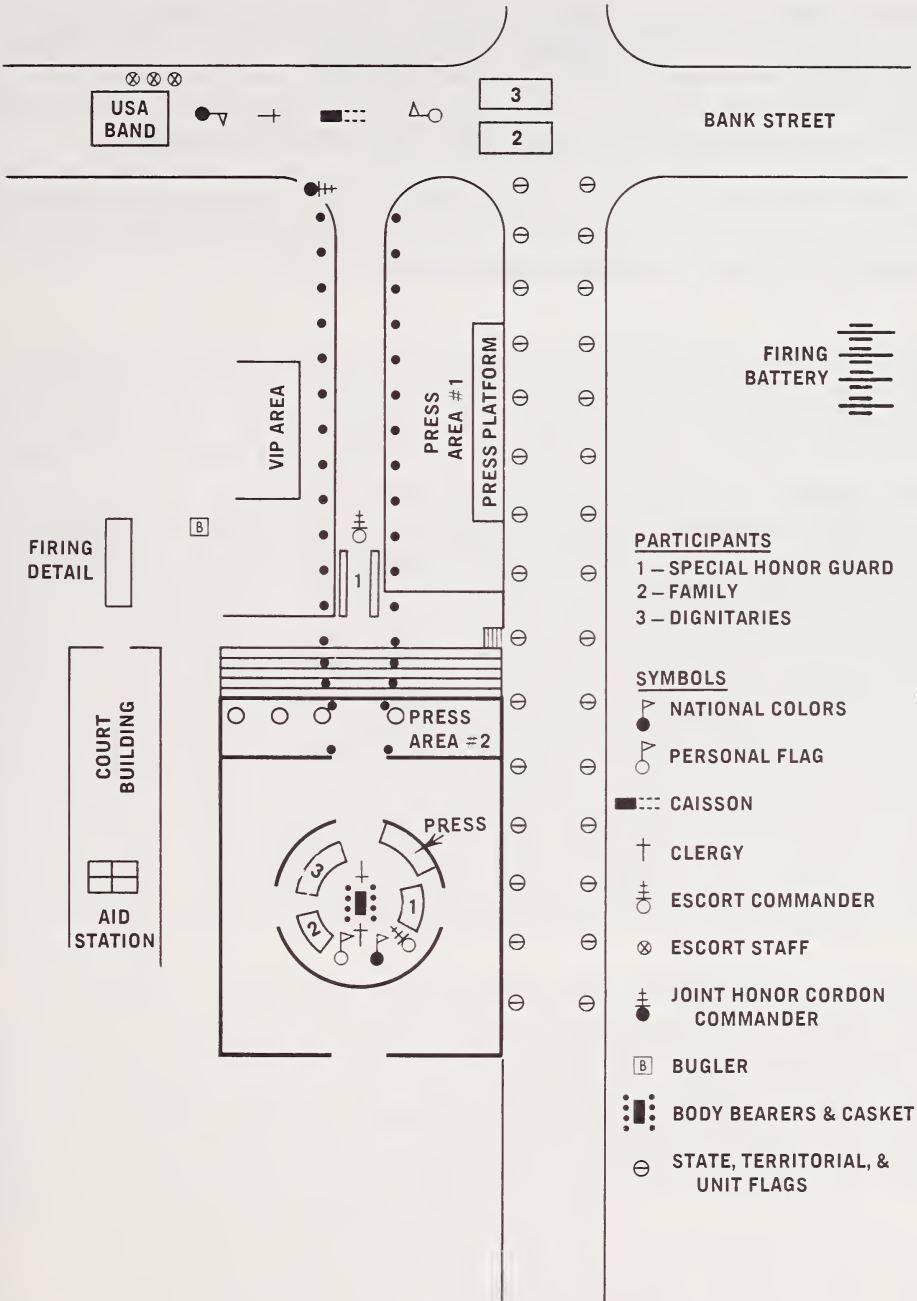 USA
BAND
3
2
BANK STREET
FIRING
BATTERY
VIP AREA
PRESS
AREA #1
PRESS PLATFORM
B
FIRING
DETAIL
1
PARTICIPANTS
1 – SPECIAL HONOR GUARD
2 – FAMILY
3 – DIGNITARIES
SYMBOLS
NATIONAL COLORS
PERSONAL FLAG
CAISSON
CLERGY
ESCORT COMMANDER
ESCORT STAFF
JOINT HONOR CORDON
COMMANDER
B BUGLER
BODY BEARERS & CASKET
STATE, TERRITORIAL, &
UNIT FLAGS
PRESS
AREA #2
COURT
BUILDING
AID
STATION
PRESS
3
1
2